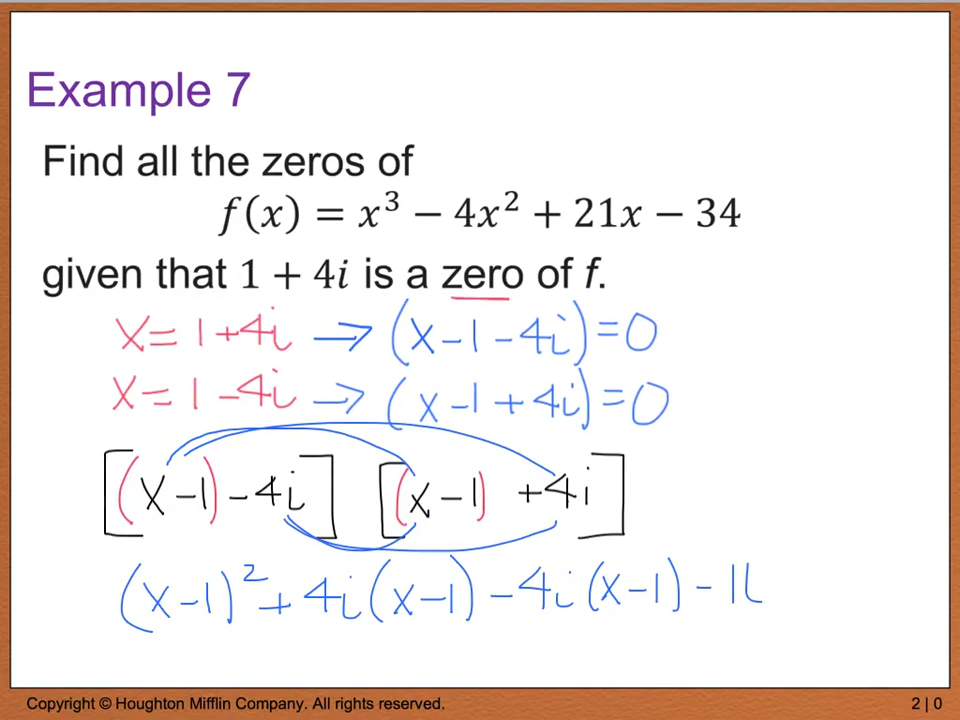 Example 7
Find all the zeros of
f(x) = x³ − 4x² + 21x − 34
given that 1 + 4i is a zero of f.
x = 1 + 4i → (x − 1 − 4i) = 0
x = 1 − 4i → (x − 1 + 4i) = 0
[(x − 1) − 4i] [(x − 1) + 4i]
(x − 1)² + 4i(x − 1) − 4i(x − 1) − 1
Copyright © Houghton Mifflin Company. All rights reserved.
2 | 0